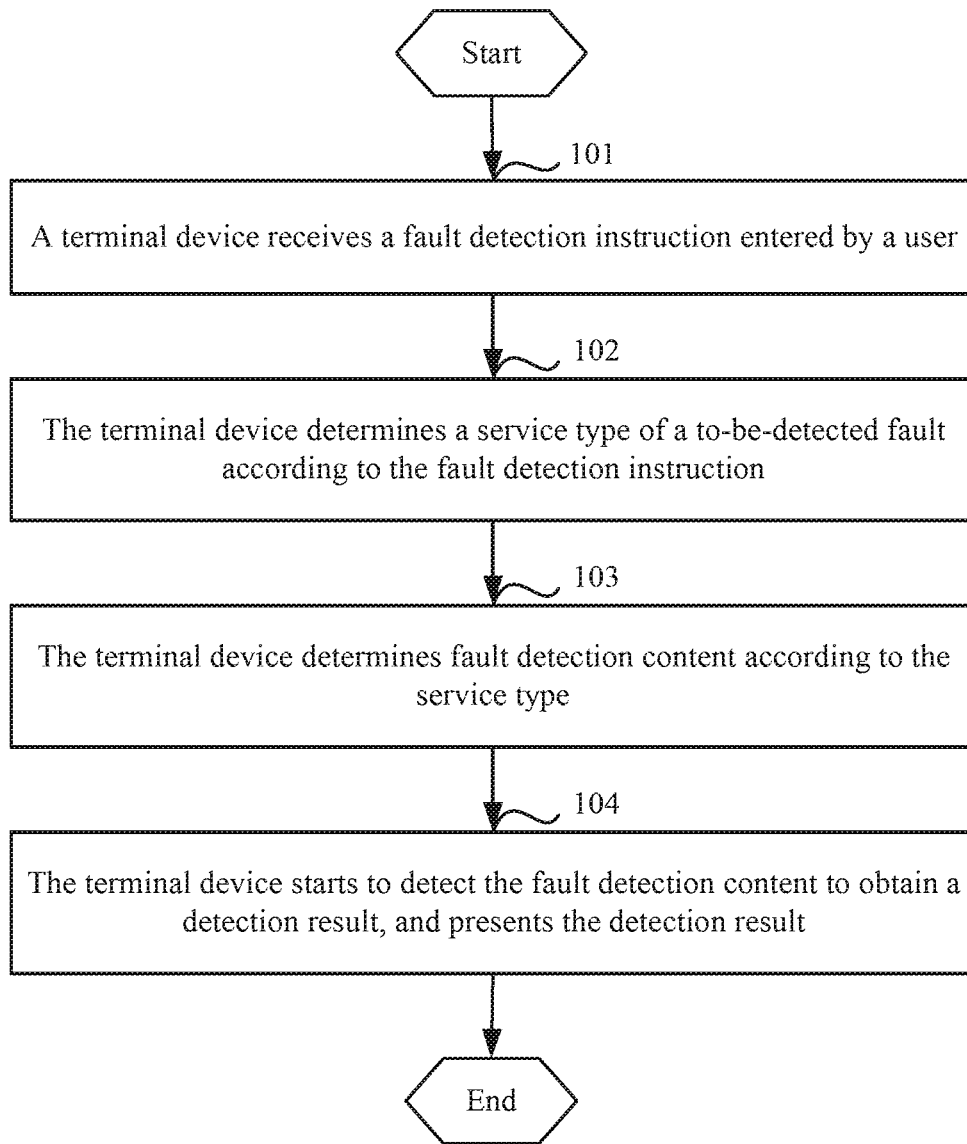 Start
101
A terminal device receives a fault detection instruction entered by a user
102
The terminal device determines a service type of a to-be-detected fault
according to the fault detection instruction
103
The terminal device determines fault detection content according to the
service type
104
The terminal device starts to detect the fault detection content to obtain a
detection result, and presents the detection result
End